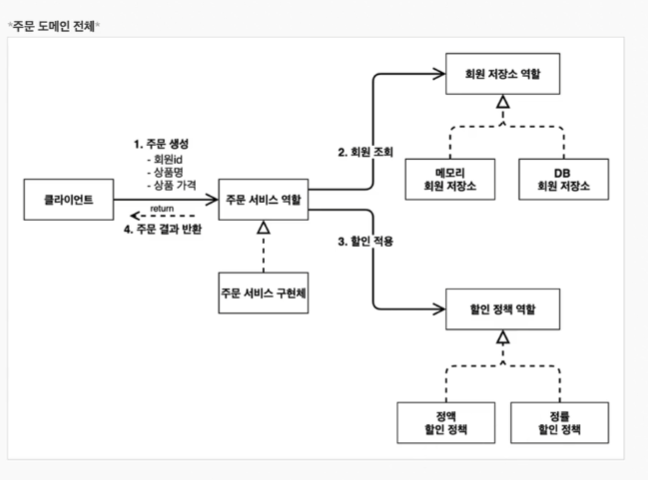 *주문 도메인 전체*
회원 저장소 역할
1. 주문 생성
- 회원id
- 상품명
- 상품 가격
2. 회원 조회
메모리
회원 저장소
DB
회원 저장소
클라이언트
주문 서비스 역할
return
4. 주문 결과 반환
3. 할인 적용
주문 서비스 구현체
할인 정책 역할
정액
할인 정책
정률
할인 정책